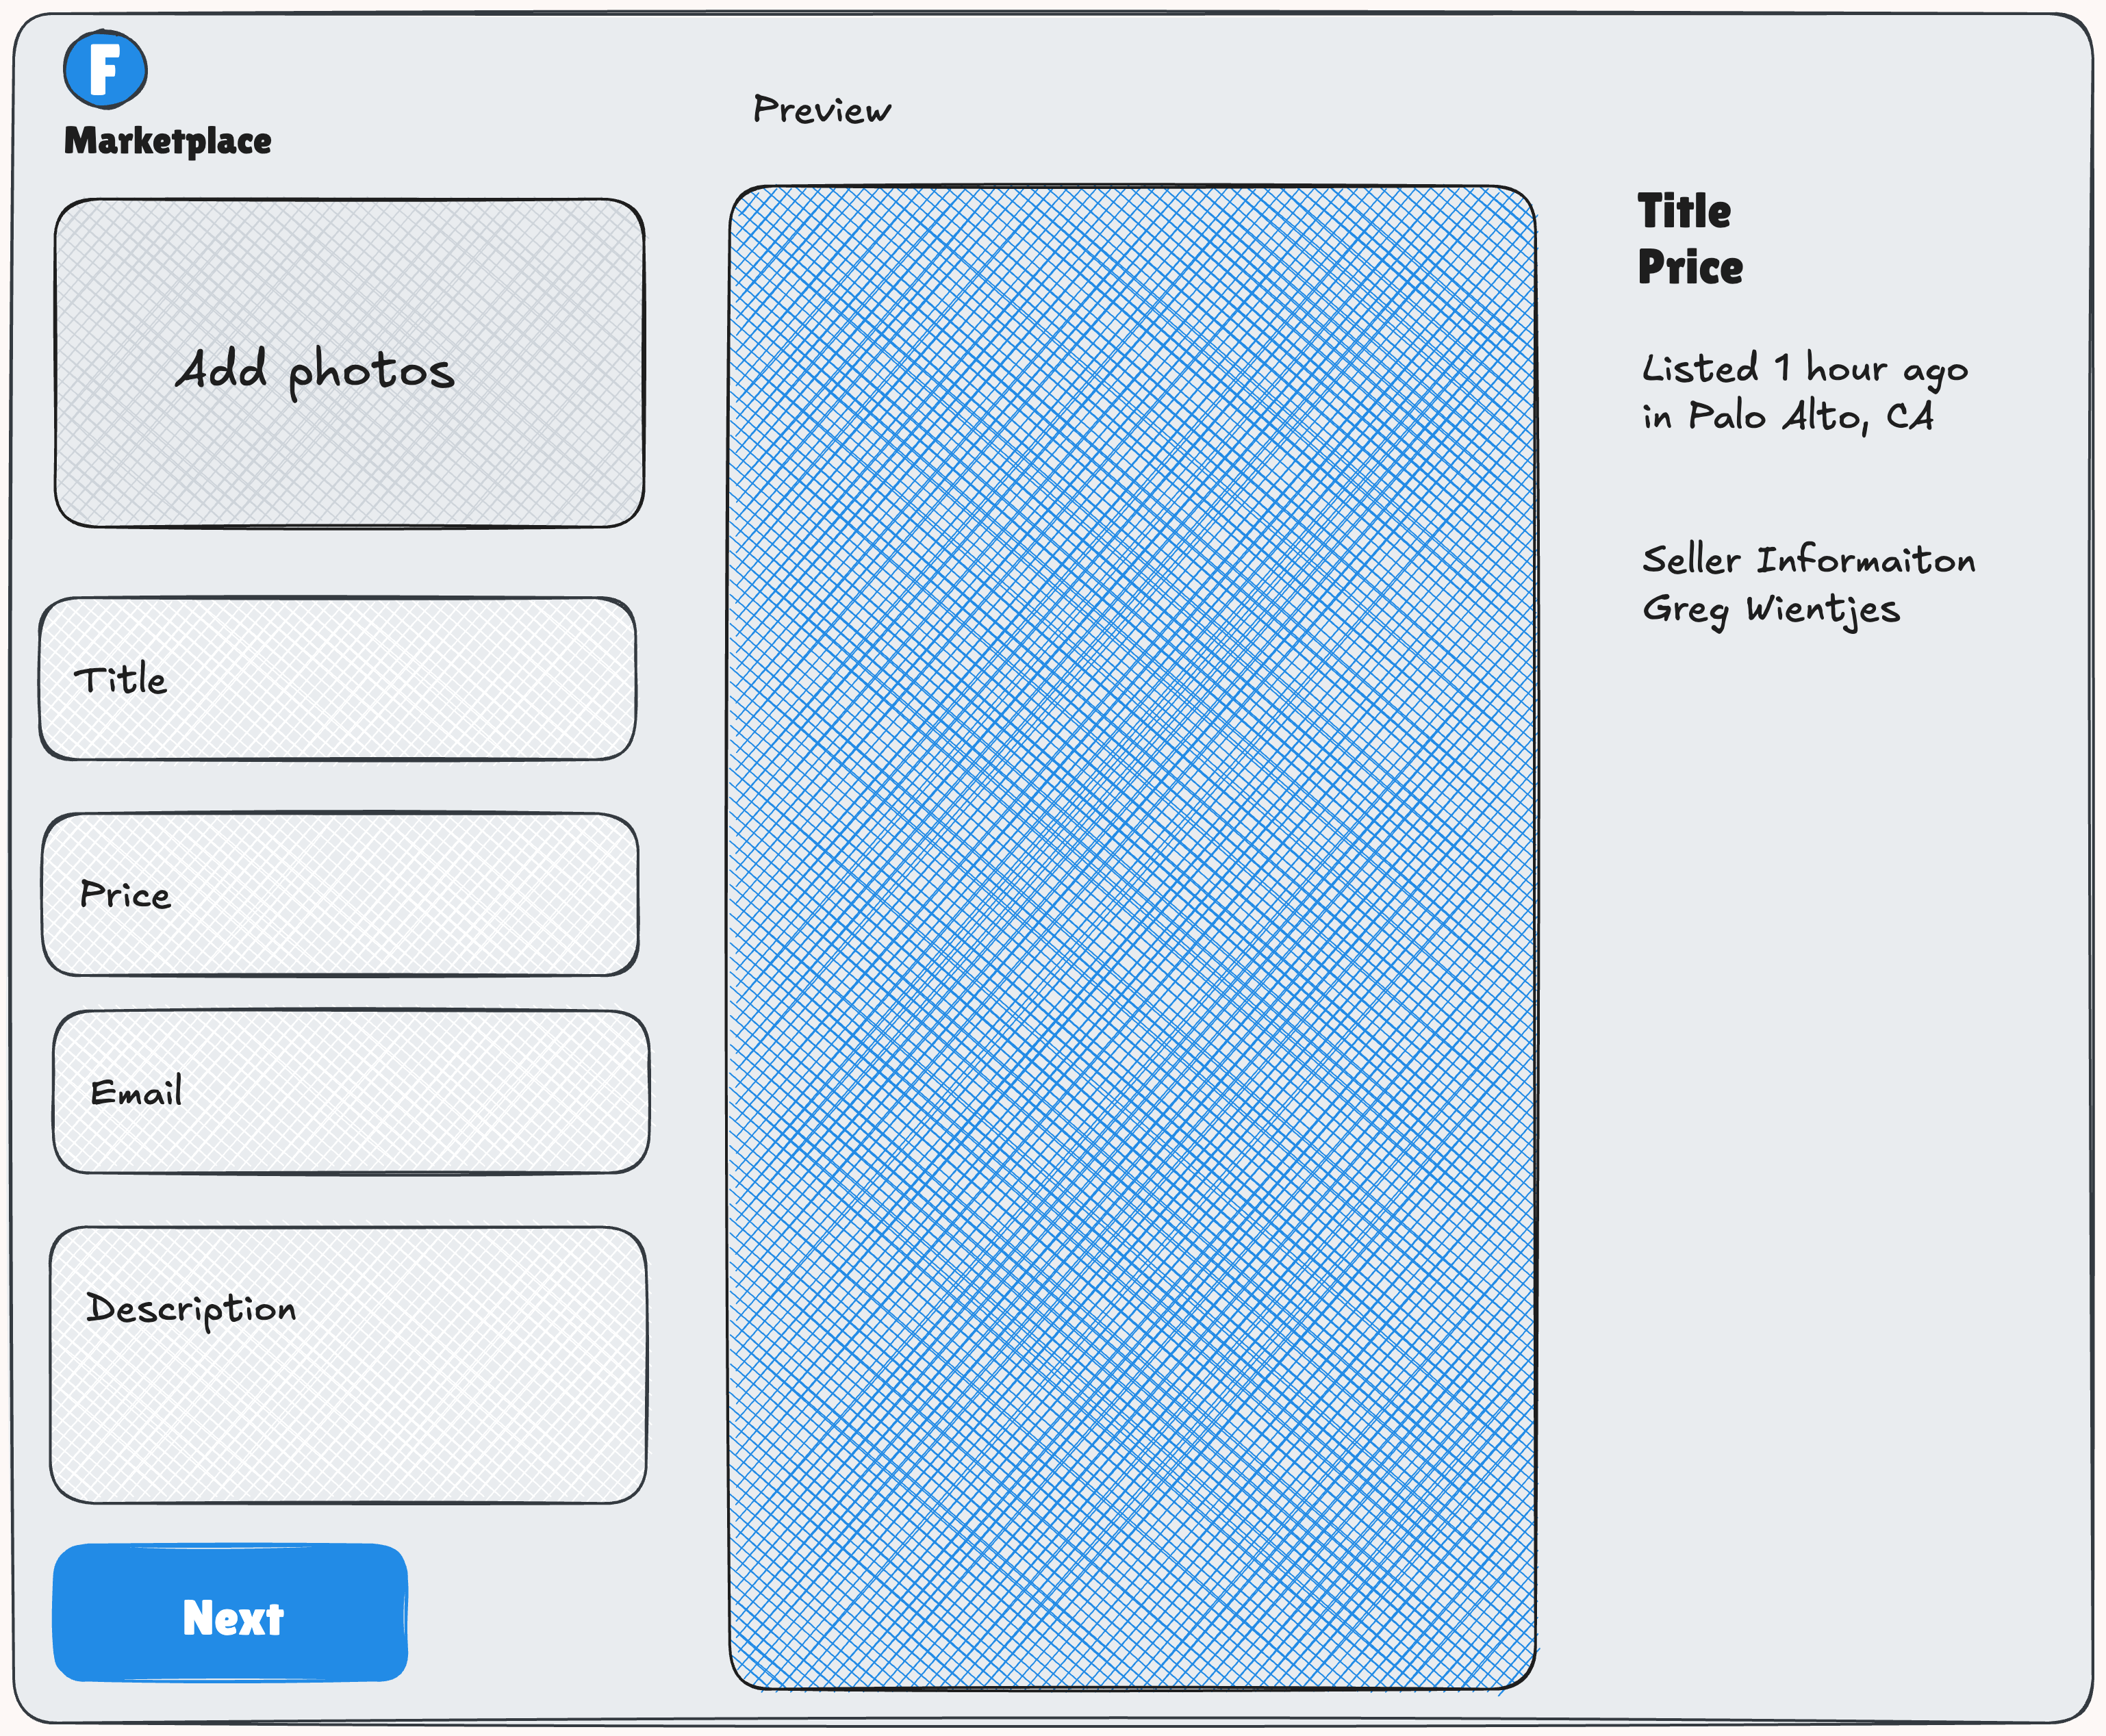 F
Marketplace
Add photos
Title
Price
Email
Description
Next
Preview
Title
Price
Listed 1 hour ago
in Palo Alto, CA
Seller Informaiton
Greg Wientjes